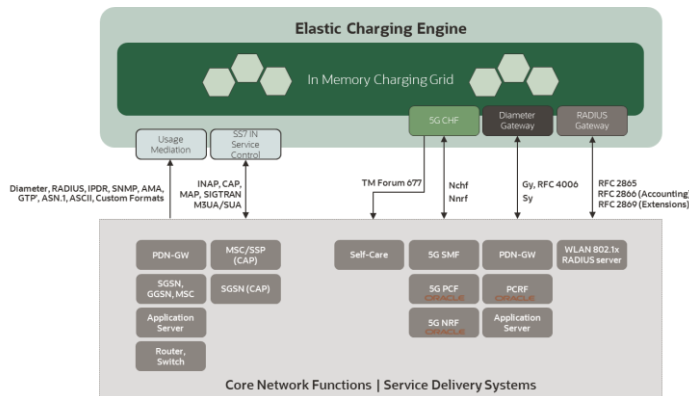 Elastic Charging Engine
In Memory Charging Grid
5G CHF
Diameter
Gateway
RADIUS
Gateway
Usage
Mediation
SS7 IN
Service
Control
Diameter, RADIUS, IPDR, SNMP, AMA,
GTP', ASN.1, ASCII, Custom Formats
INAP, CAP,
MAP, SIGTRAN
M3UA/SUA
TM Forum 677
Nchf
Nnrf
Gy, RFC 4006
Sy
RFC 2865
RFC 2866 (Accounting)
RFC 2869 (Extensions)
PDN-GW
MSC/SSP
(CAP)
Self-Care
5G SMF
PDN-GW
WLAN 802.1x
RADIUS server
SGSN,
GGSN, MSC
SGSN (CAP)
5G PCF
ORACLE
PCRF
ORACLE
Application
Server
5G NRF
ORACLE
Application
Server
Router,
Switch
Core Network Functions | Service Delivery Systems